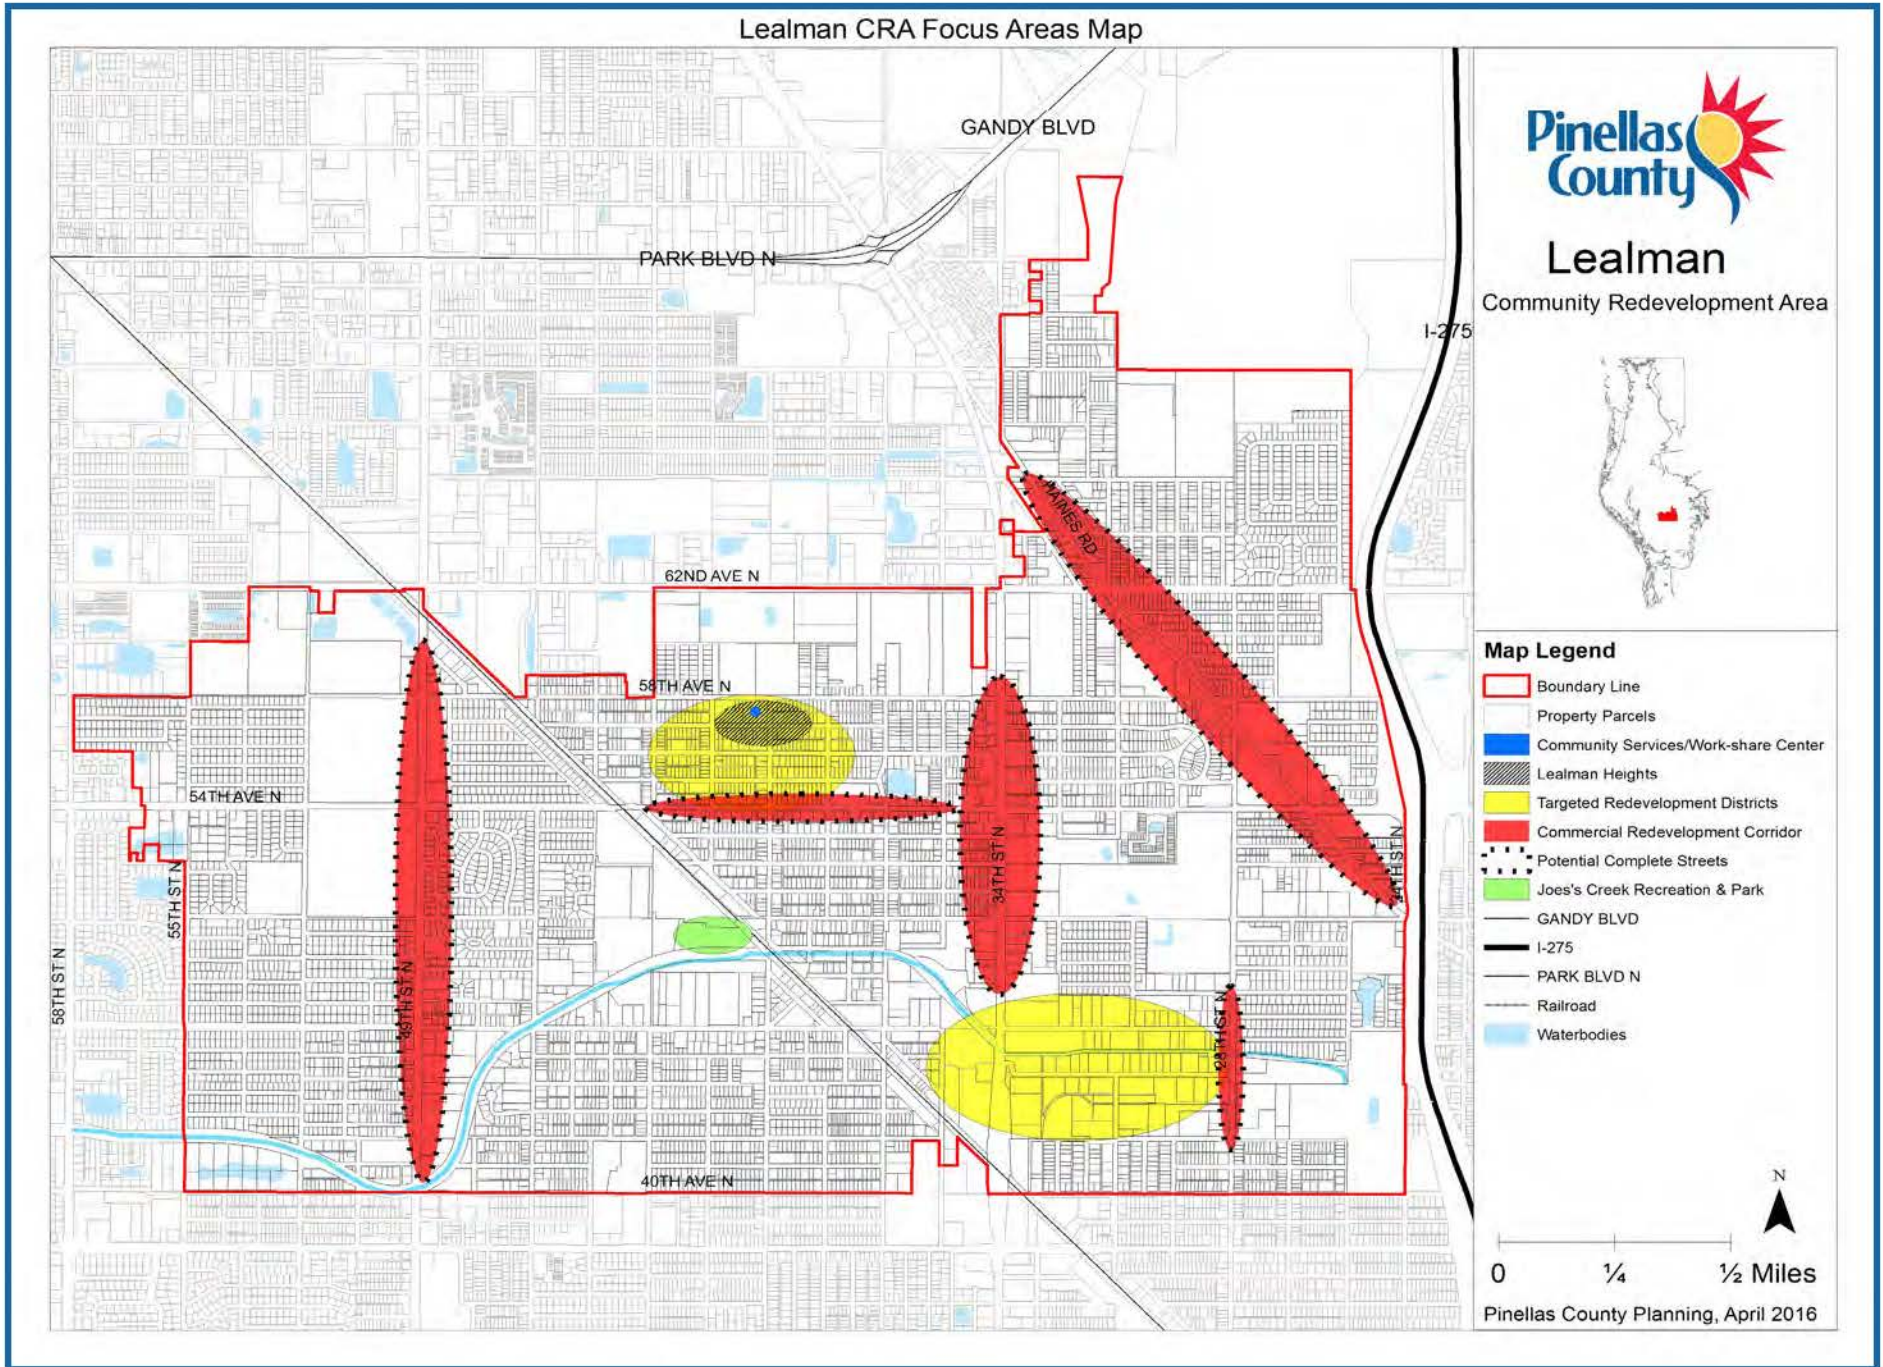 Lealman CRA Focus Areas Map
GANDY BLVD
PARK BLVD N
I-275
HAINES RD
62ND AVE N
58TH AVE N
54TH AVE N
34TH ST N
55TH ST N
58TH ST N
49TH ST N
28TH ST N
40TH AVE N
Pinellas
County
Lealman
Community Redevelopment Area
Map Legend
Boundary Line
Property Parcels
Community Services/Work-share Center
Lealman Heights
Targeted Redevelopment Districts
Commercial Redevelopment Corridor
Potential Complete Streets
Joes's Creek Recreation & Park
GANDY BLVD
I-275
PARK BLVD N
Railroad
Waterbodies
N
0 ¼ ½ Miles
Pinellas County Planning, April 2016